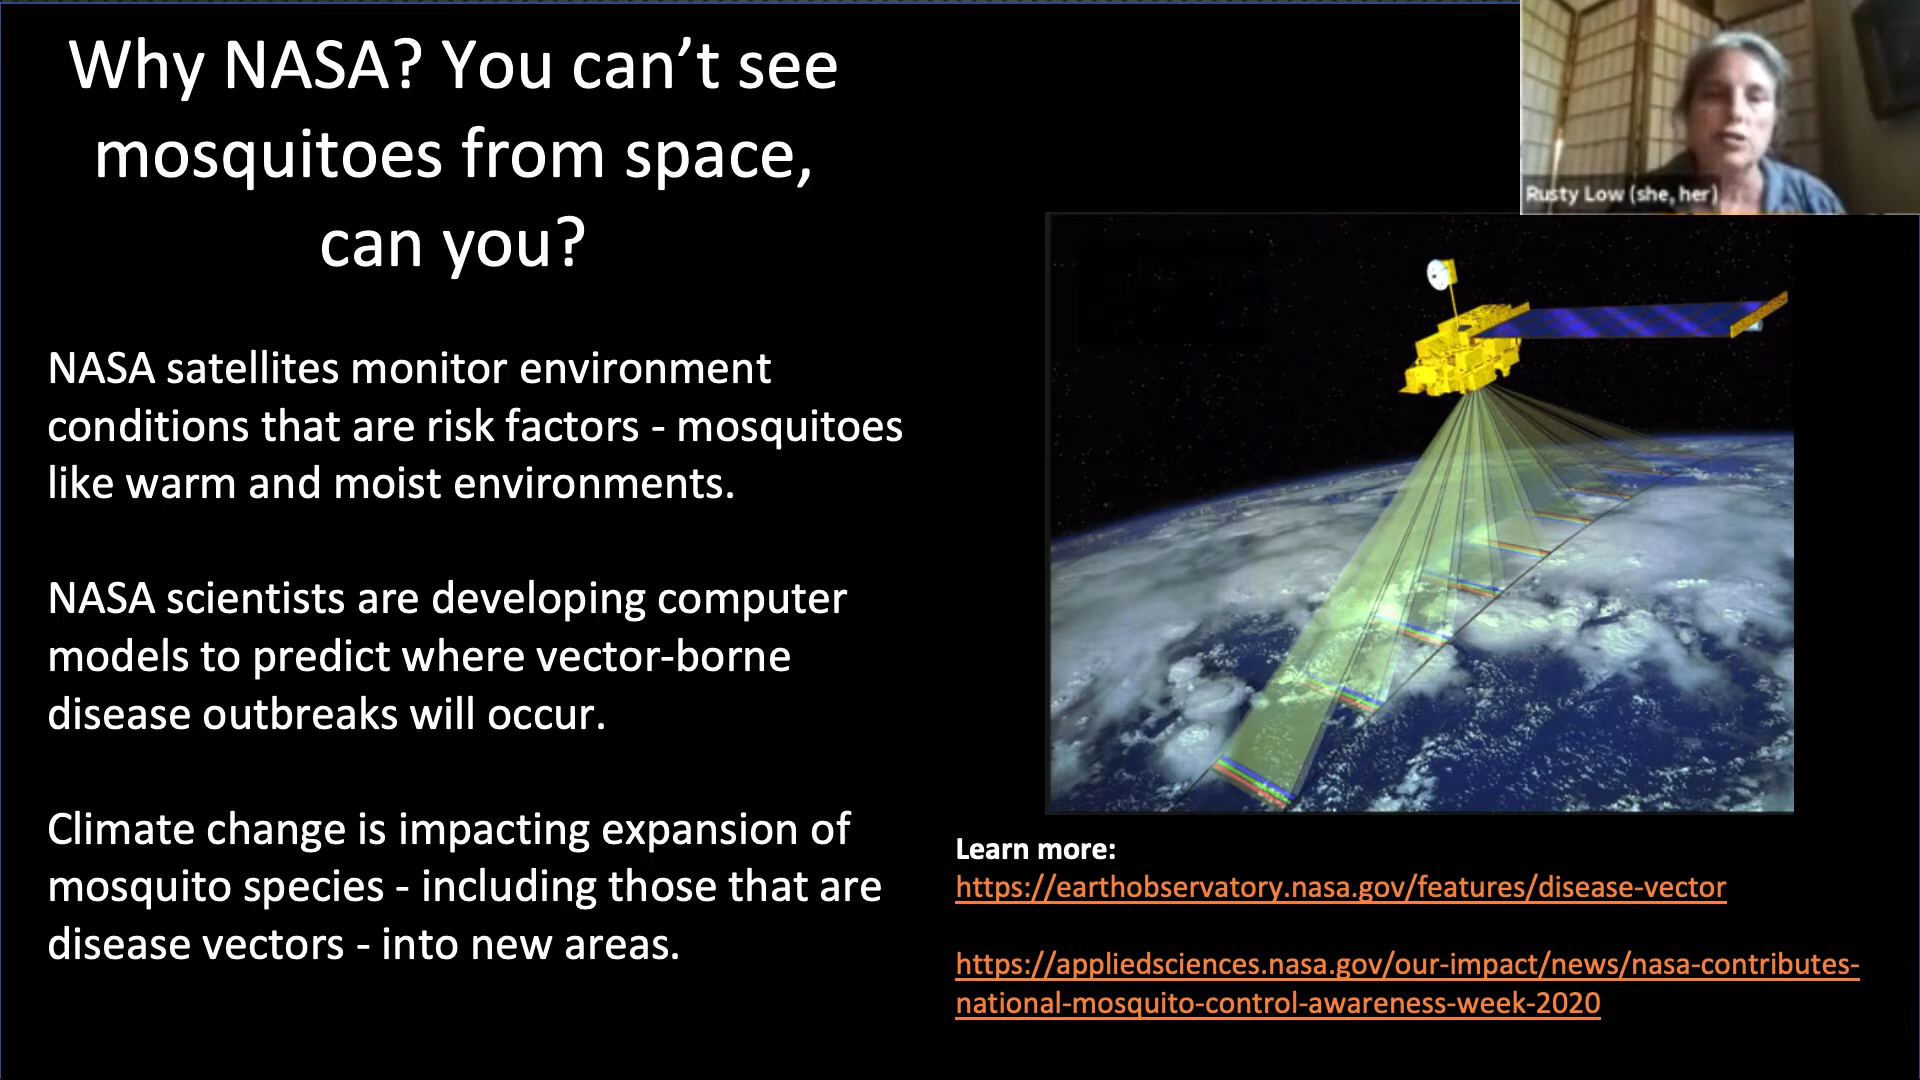 Why NASA? You can’t see
mosquitoes from space,
can you?
NASA satellites monitor environment
conditions that are risk factors - mosquitoes
like warm and moist environments.
NASA scientists are developing computer
models to predict where vector-borne
disease outbreaks will occur.
Climate change is impacting expansion of
mosquito species - including those that are
disease vectors - into new areas.
Rusty Low (she, her)
Learn more:
https://earthobservatory.nasa.gov/features/disease-vector
https://appliedsciences.nasa.gov/our-impact/news/nasa-contributes-
national-mosquito-control-awareness-week-2020